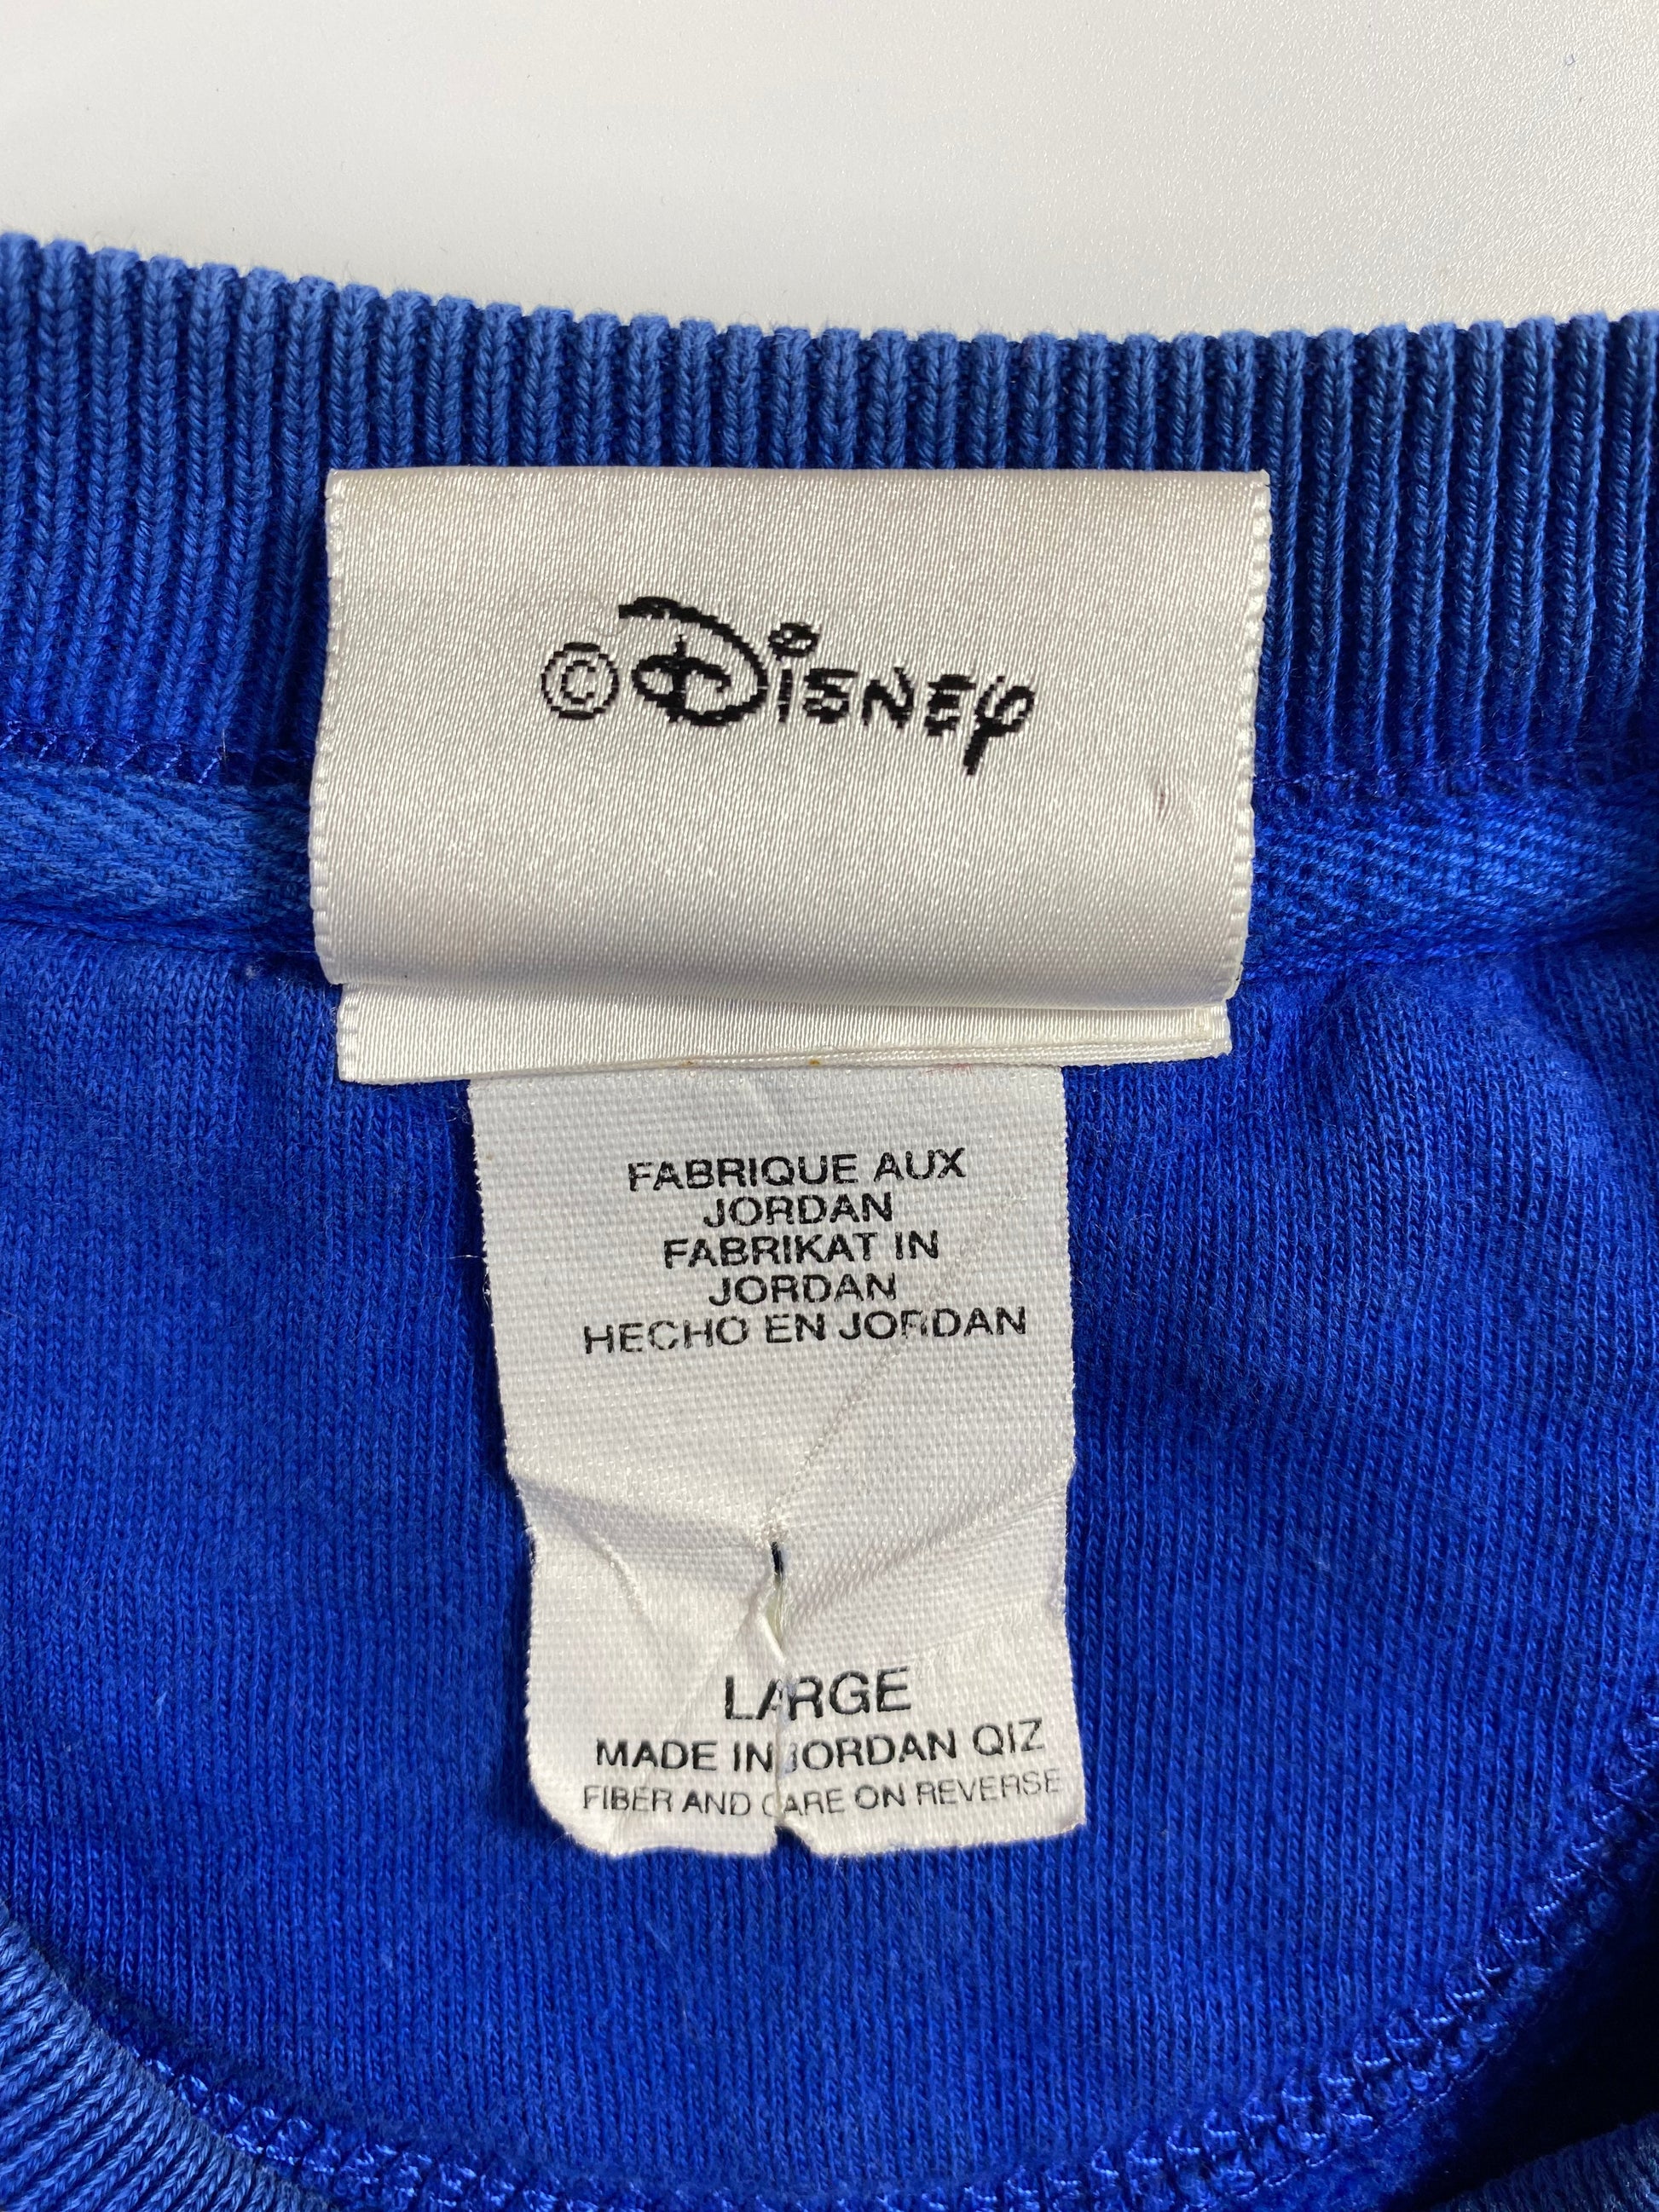 ©Disney
FABRIQUE AUX
JORDAN
FABRIKAT IN
JORDAN
HECHO EN JORDAN
LARGE
MADE IN JORDAN QIZ
FIBER AND CARE ON REVERSE